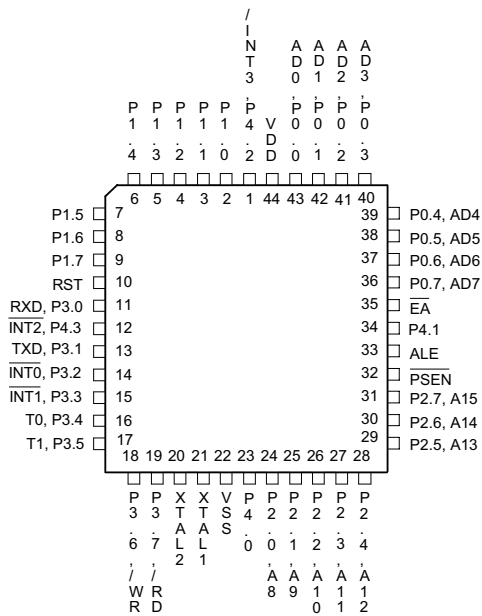 P1.4
P1.3
P1.2
P1.1
P1.0
/INT3,P4.2
VDD
AD0,P0.0
AD1,P0.1
AD2,P0.2
AD3,P0.3
6
5
4
3
2
1
44
43
42
41
40
P1.5 7
P1.6 8
P1.7 9
RST 10
RXD, P3.0 11
INT2, P4.3 12
TXD, P3.1 13
INT0, P3.2 14
INT1, P3.3 15
T0, P3.4 16
T1, P3.5 17
39 P0.4, AD4
38 P0.5, AD5
37 P0.6, AD6
36 P0.7, AD7
35 EA
34 P4.1
33 ALE
32 PSEN
31 P2.7, A15
30 P2.6, A14
29 P2.5, A13
18
19
20
21
22
23
24
25
26
27
28
P3.6,/WR
P3.7,/RD
XTAL2
XTAL1
VSS
P4.0
P2.0,A8
P2.1,A9
P2.2,A10
P2.3,A11
P2.4,A12